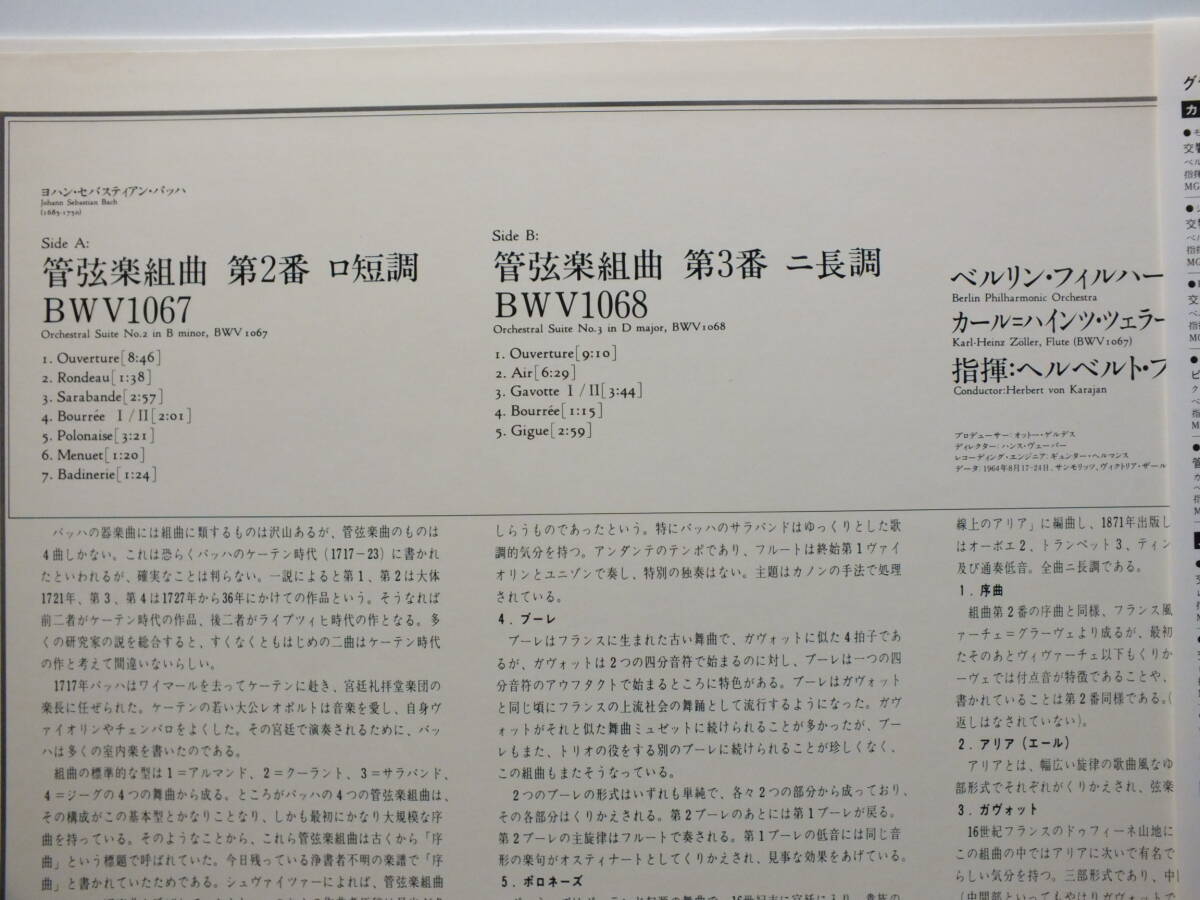 ヨハン・セバスティアン・バッハ
Johann Sebastian Bach
(1685-1750)
Side A:
管弦楽組曲 第2番 ロ短調
BWV1067
Orchestral Suite No.2 in B minor, BWV 1067
1. Ouverture[8:46]
2. Rondeau[1:38]
3. Sarabande[2:57]
4. Bourrée I/II[2:01]
5. Polonaise[3:21]
6. Menuet[1:20]
7. Badinerie[1:24]
Side B:
管弦楽組曲 第3番 ニ長調
BWV1068
Orchestral Suite No.3 in D major, BWV1068
1. Ouverture[9:10]
2. Air[6:29]
3. Gavotte I/II[3:44]
4. Bourrée[1:15]
5. Gigue[2:59]
ベルリン・フィルハー
Berlin Philharmonic Orchestra
カール=ハインツ・ツェラー
Karl-Heinz Zöller, Flute (BWV1067)
指揮:ヘルベルト・フ
Conductor:Herbert von Karajan
プロデューサー:オットー・ゲルデス
ディレクター:ハンス・ヴェーバー
レコーディング・エンジニア:ギュンター・ヘルマンス
データ:1964年8月17-24日、サンモリッツ、ヴィクトリア・ザール
バッハの器楽曲には組曲に類するものは沢山あるが、管弦楽曲のものは
4曲しかない。これは恐らくバッハのケーテン時代(1717-23)に書かれ
たといわれるが、確実なことは判らない。一説によると第1、第2は大体
1721年、第3、第4は1727年から36年にかけての作品という。そうなれば
前二者がケーテン時代の作品、後二者がライプツィヒ時代の作となる。多
くの研究家の説を総合すると、すくなくともはじめの二曲はケーテン時代
の作と考えて間違いないらしい。
1717年バッハはワイマールを去ってケーテンに赴き、宮廷礼拝堂楽団の
楽長に任ぜられた。ケーテンの若い大公レオポルトは音楽を愛し、自身ヴ
ァイオリンやチェンバロをよくした。その宮廷で演奏されるために、バッ
ハは多くの室内楽を書いたのである。
組曲の標準的な型は1=アルマンド、2=クーラント、3=サラバンド、
4=ジーグの4つの舞曲から成る。ところがバッハの4つの管弦楽組曲は、
その構成がこの基本型とかなりことなり、しかも最初にかなり大規模な序
曲を持っている。そのようなことから、これら管弦楽組曲は古くから「序
曲」という標題で呼ばれていた。今日残っている浄書者不明の楽譜で「序
曲」と書かれていたためである。シュヴァイツァーによれば、管弦楽組曲
しらうものであったという。特にバッハのサラバンドはゆっくりとした歌
調的気分を持つ。アンダンテのテンポであり、フルートは終始第1ヴァイ
オリンとユニゾンで奏し、特別の独奏はない。主題はカノンの手法で処理
されている。
4. ブーレ
ブーレはフランスに生まれた古い舞曲で、ガヴォットに似た4拍子であ
るが、ガヴォットは2つの四分音符で始まるのに対し、ブーレは一つの四
分音符のアウフタクトで始まるところに特色がある。ブーレはガヴォット
と同じ頃にフランスの上流社会の舞踊として流行するようになった。ガヴ
ォットがそれと似た舞曲ミュゼットに続けられることが多かったが、ブー
レもまた、トリオの役をする別のブーレに続けられることが珍しくなく、
この組曲もまたそうなっている。
2つのブーレの形式はいずれも単純で、各々2つの部分から成っており、
その各部分はくりかえされる。第2ブーレのあとには第1ブーレが戻る。
第2ブーレの主旋律はフルートで奏される。第1ブーレの低音には同じ音
形の楽句がオスティナートとしてくりかえされ、見事な効果をあげている。
5. ポロネーズ
線上のアリア」に編曲し、1871年出版し
はオーボエ2、トランペット3、ティン
及び通奏低音。全曲ニ長調である。
1. 序曲
組曲第2番の序曲と同様、フランス風
ァーチェ=グラーヴェより成るが、最初
たそのあとヴィヴァーチェ以下もくりか
ーヴェでは付点音が特徴であることや、
書かれていることは第2番同様である。(
返しはなされていない)。
2. アリア(エール)
アリアとは、幅広い旋律の歌曲風なゆ
部形式でそれぞれがくりかえされ、弦楽
3. ガヴォット
16世紀フランスのドゥフィーネ山地に
この組曲の中ではアリアに次いで有名で
らしい気分を持つ。三部形式であり、中
(中間部といってもやはりガヴォットで